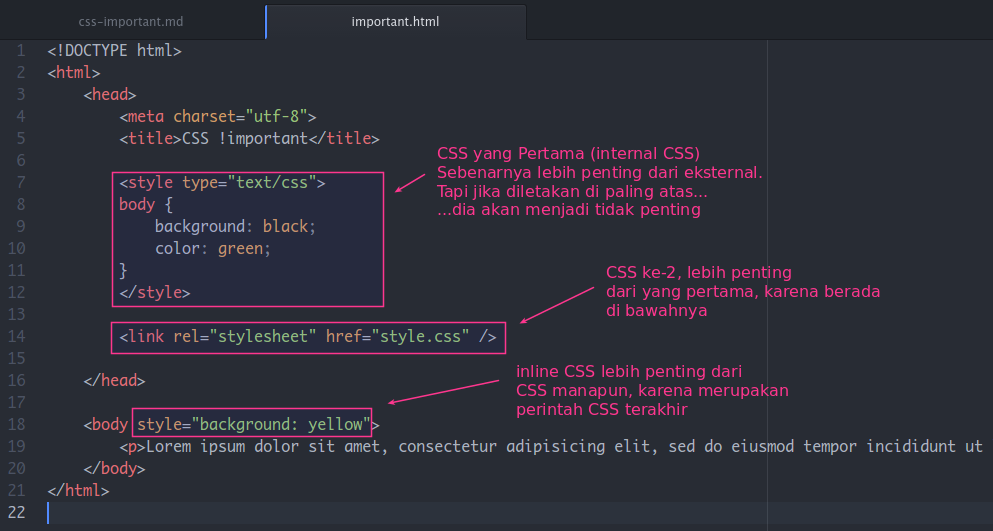 css-important.md
important.html
1 <!DOCTYPE html>
2 <html>
3 <head>
4 <meta charset="utf-8">
5 <title>CSS !important</title>
6
CSS yang Pertama (internal CSS)
Sebenarnya lebih penting dari eksternal.
Tapi jika diletakan di paling atas...
...dia akan menjadi tidak penting
7 <style type="text/css">
8 body {
9 background: black;
10 color: green;
11 }
12 </style>
13
CSS ke-2, lebih penting
dari yang pertama, karena berada
di bawahnya
14 <link rel="stylesheet" href="style.css" />
15
16 </head>
17
inline CSS lebih penting dari
CSS manapun, karena merupakan
perintah CSS terakhir
18 <body style="background: yellow">
19 <p>Lorem ipsum dolor sit amet, consectetur adipisicing elit, sed do eiusmod tempor incididunt ut
20 </body>
21 </html>
22